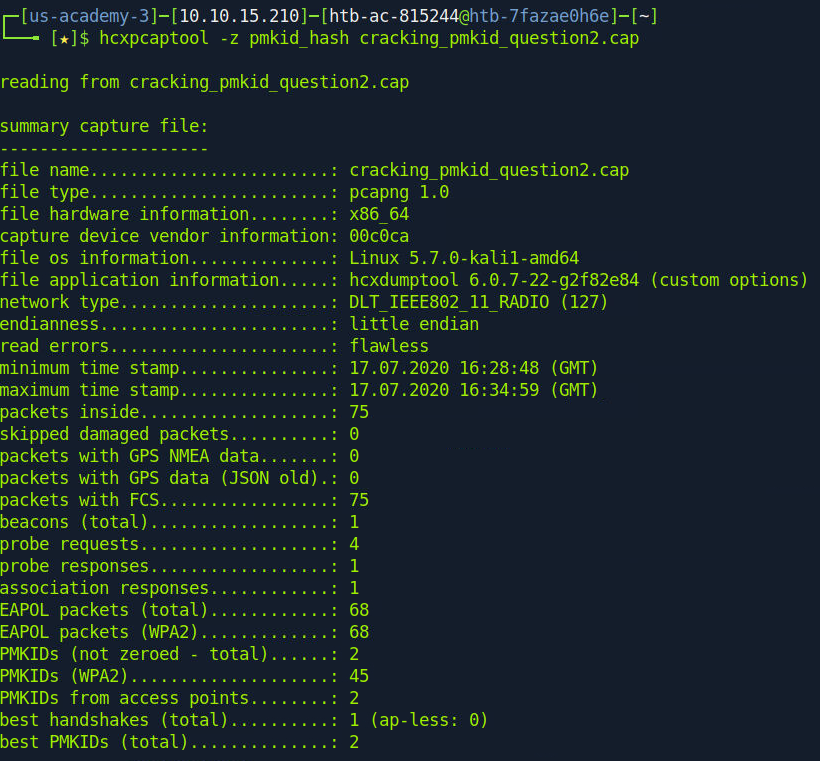 ┌─[us-academy-3]─[10.10.15.210]─[htb-ac-815244@htb-7fazae0h6e]─[~]
└──╼ [★]$ hcxpcaptool -z pmkid_hash cracking_pmkid_question2.cap
reading from cracking_pmkid_question2.cap
summary capture file:
---------------------
file name........................: cracking_pmkid_question2.cap
file type........................: pcapng 1.0
file hardware information........: x86_64
capture device vendor information: 00c0ca
file os information..............: Linux 5.7.0-kali1-amd64
file application information.....: hcxdumptool 6.0.7-22-g2f82e84 (custom options)
network type.....................: DLT_IEEE802_11_RADIO (127)
endianness.......................: little endian
read errors......................: flawless
minimum time stamp...............: 17.07.2020 16:28:48 (GMT)
maximum time stamp...............: 17.07.2020 16:34:59 (GMT)
packets inside...................: 75
skipped damaged packets..........: 0
packets with GPS NMEA data.......: 0
packets with GPS data (JSON old).: 0
packets with FCS.................: 75
beacons (total)..................: 1
probe requests...................: 4
probe responses..................: 1
association responses............: 1
EAPOL packets (total)............: 68
EAPOL packets (WPA2).............: 68
PMKIDs (not zeroed - total)......: 2
PMKIDs (WPA2)....................: 45
PMKIDs from access points........: 2
best handshakes (total)..........: 1 (ap-less: 0)
best PMKIDs (total)..............: 2